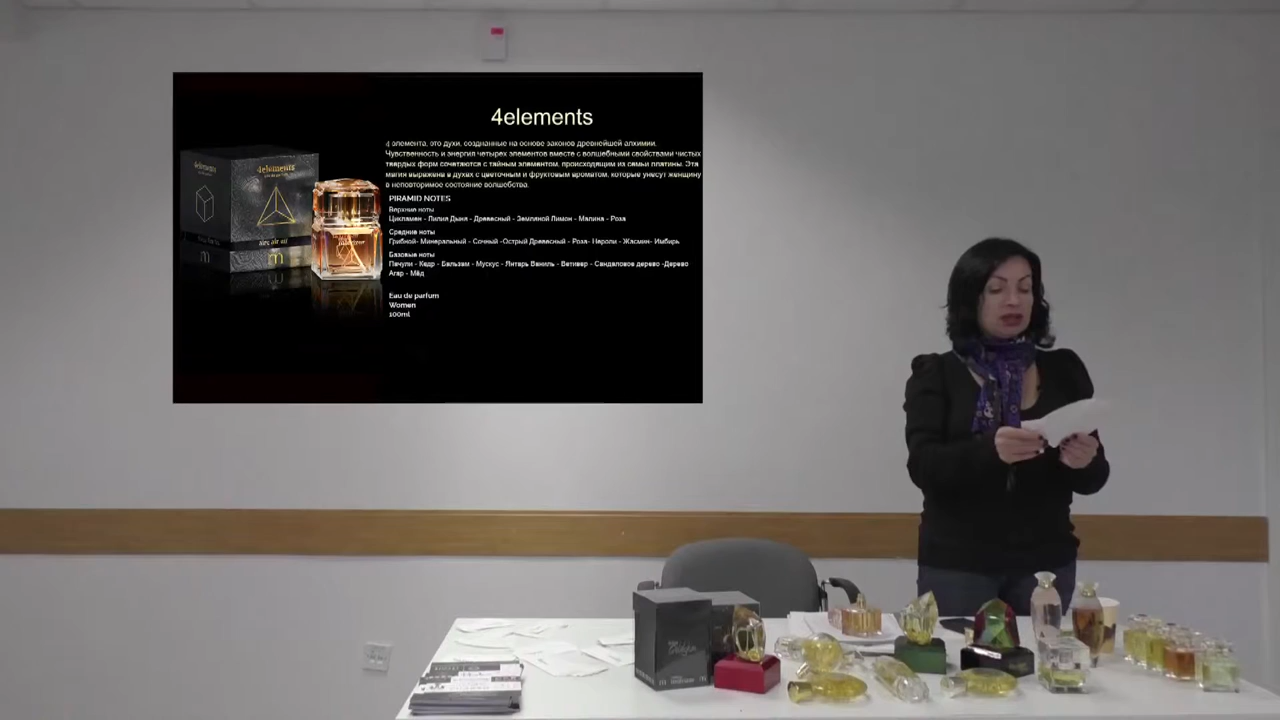 4elements
4 элемента, это духи, созднанные на основе законов древнейшей алхимии.
Чувственность и энергия четырех элементов вместе с волшебными свойствами чистых
твердых форм сочетаются с тайным элементом, происходящим из семьи платины. Эта
магия выражена в духах с цветочным и фруктовым ароматом, которые унесут женщину
в неповторимое состояние волшебства.
PIRAMID NOTES
Верхние ноты
Цикламен - Лилия Дыня - Древесный - Земляной Лимон - Малина - Роза
Средние ноты
Грибной- Минеральный - Сочный -Острый Древесный - Роза- Нероли - Жасмин- Имбирь
Базовые ноты
Пачули - Кедр - Бальзам - Мускус - Янтарь Ваниль - Ветивер - Сандаловое дерево -Дерево
Агар - Мёд
Eau de parfum
Women
100ml
4elements
4elements